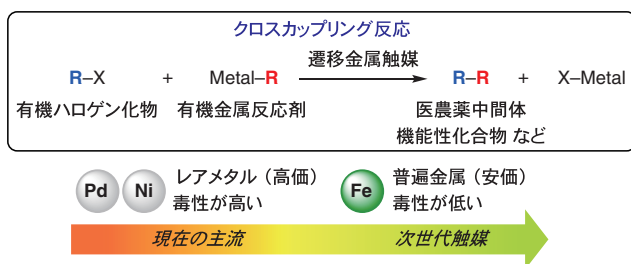 クロスカップリング反応
R–X + Metal–R 遷移金属触媒 R–R + X–Metal
有機ハロゲン化物 有機金属反応剤 医農薬中間体
機能性化合物 など
Pd Ni レアメタル（高価） Fe 普遍金属（安価）
毒性が高い 毒性が低い
現在の主流 次世代触媒